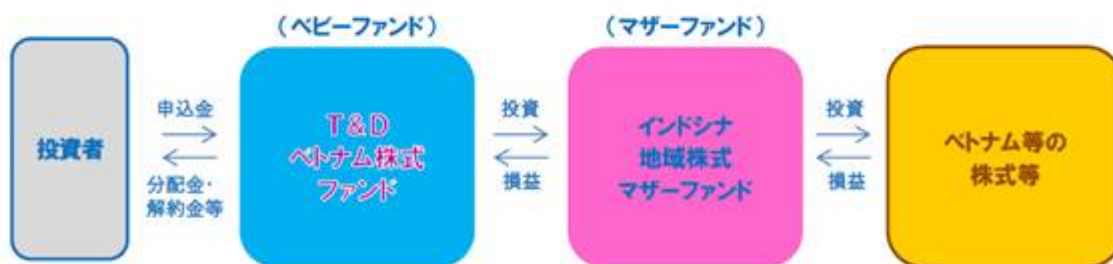 (ベビーファンド)
(マザーファンド)
投資者
申込金
分配金・
解約金等
T&D
ベトナム株式
ファンド
投資
損益
インドシナ
地域株式
マザーファンド
投資
損益
ベトナム等の
株式等